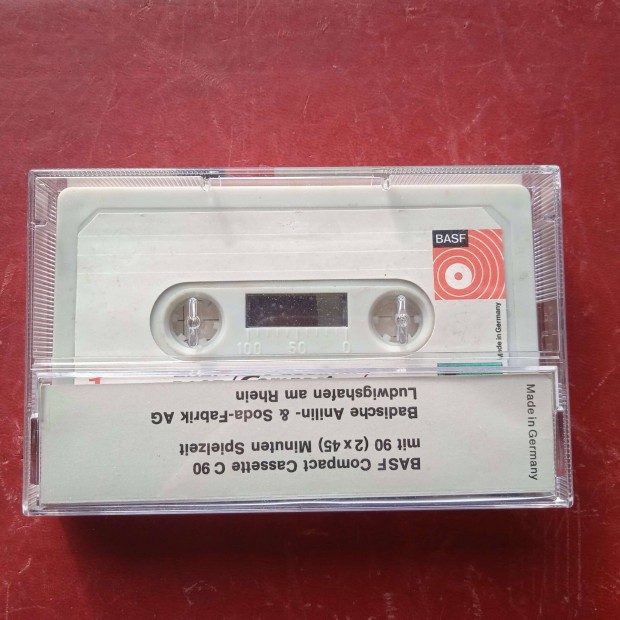 BASF
Made in Germany
100 50 0
BASF Compact Cassette C 90
mit 90 (2 x 45) Minuten Spielzeit
Badische Anilin- & Soda-Fabrik AG
Ludwigshafen am Rhein
Made in Germany